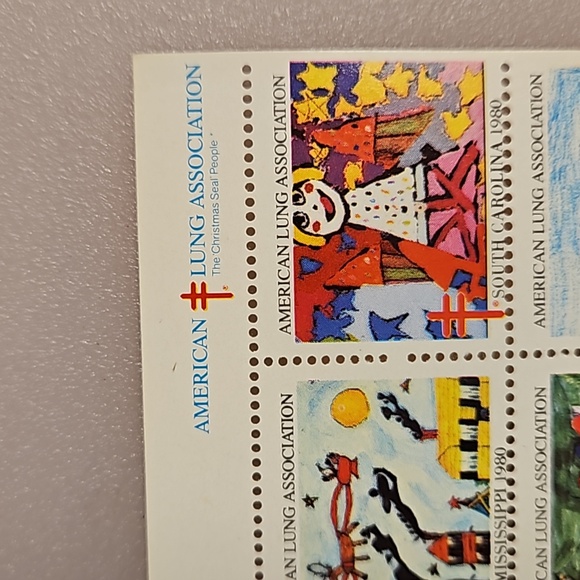 AMERICAN LUNG ASSOCIATION ®
The Christmas Seal People ®
AMERICAN LUNG ASSOCIATION
SOUTH CAROLINA 1980
AMERICAN LUNG ASSOCIATION
AN LUNG ASSOCIATION
MISSISSIPPI 1980
CAN LUNG ASSOCIATION